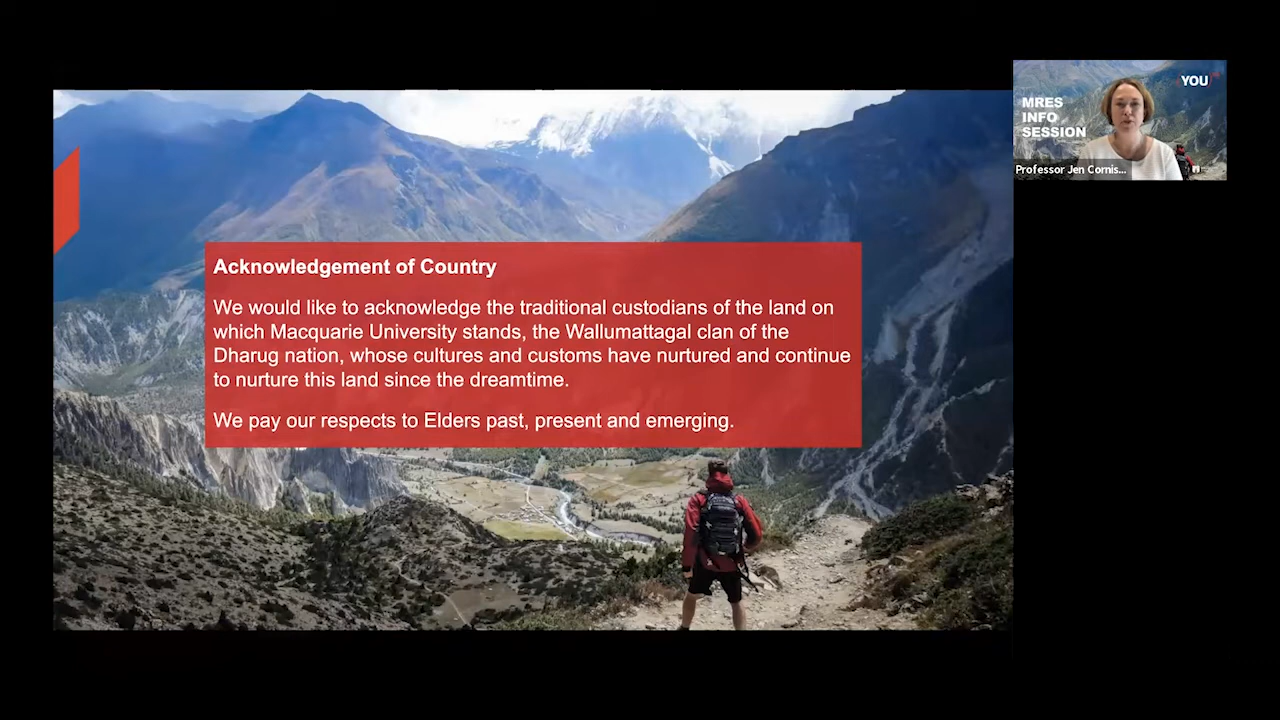 Acknowledgement of Country
We would like to acknowledge the traditional custodians of the land on
which Macquarie University stands, the Wallumattagal clan of the
Dharug nation, whose cultures and customs have nurtured and continue
to nurture this land since the dreamtime.
We pay our respects to Elders past, present and emerging.
YOU
MRES
INFO
SESSION
Professor Jen Cornis...